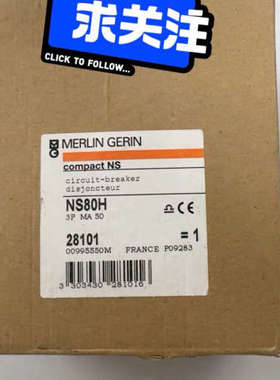 求关注
CLICK TO FOLLOW...
MERLIN GERIN
compact NS
circuit-breaker
disjoncteur
NS80H
3P MA 50
28101
= 1
00995550M FRANCE P09283
3 303430 281016